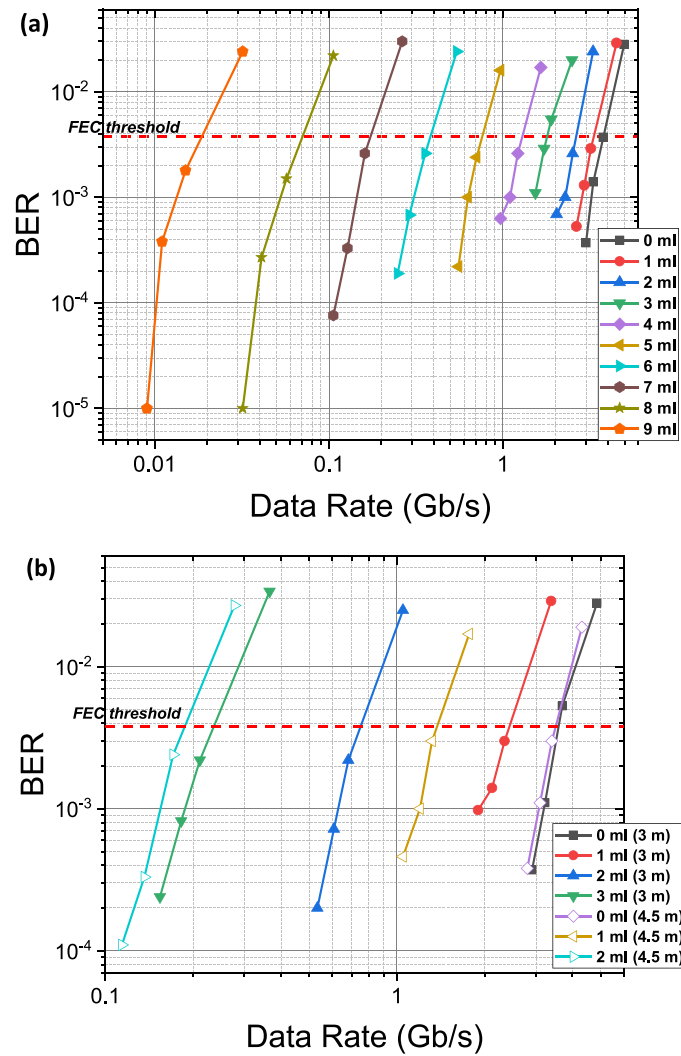 (a)
10⁻²
FEC threshold
10⁻³
BER
0 ml
1 ml
2 ml
3 ml
10⁻⁴
4 ml
5 ml
6 ml
7 ml
8 ml
10⁻⁵
9 ml
0.01
0.1
1
Data Rate (Gb/s)
(b)
10⁻²
FEC threshold
BER
10⁻³
0 ml (3 m)
1 ml (3 m)
2 ml (3 m)
3 ml (3 m)
0 ml (4.5 m)
1 ml (4.5 m)
10⁻⁴
2 ml (4.5 m)
0.1
1
Data Rate (Gb/s)